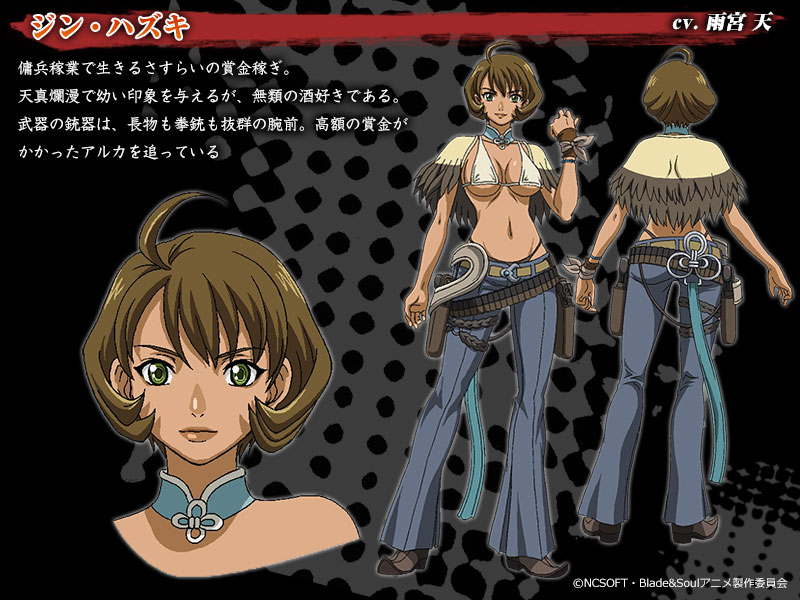 ジン・ハズキ
cv. 雨宮 天
傭兵稼業で生きるさすらいの賞金稼ぎ。
天真爛漫で幼い印象を与えるが、無類の酒好きである。
武器の銃器は、長物も拳銃も抜群の腕前。高額の賞金が
かかったアルカを追っている
©NCSOFT・Blade&Soulアニメ製作委員会